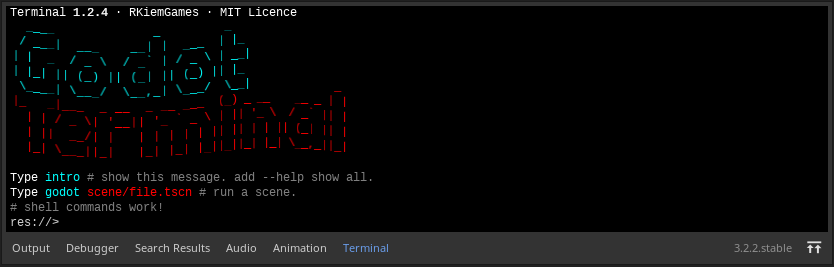 Terminal 1.2.4 · RKiemGames · MIT Licence
Godot
Terminal
Type intro # show this message. add --help show all.
Type godot scene/file.tscn # run a scene.
# shell commands work!
res://>
Output Debugger Search Results Audio Animation Terminal 3.2.2.stable